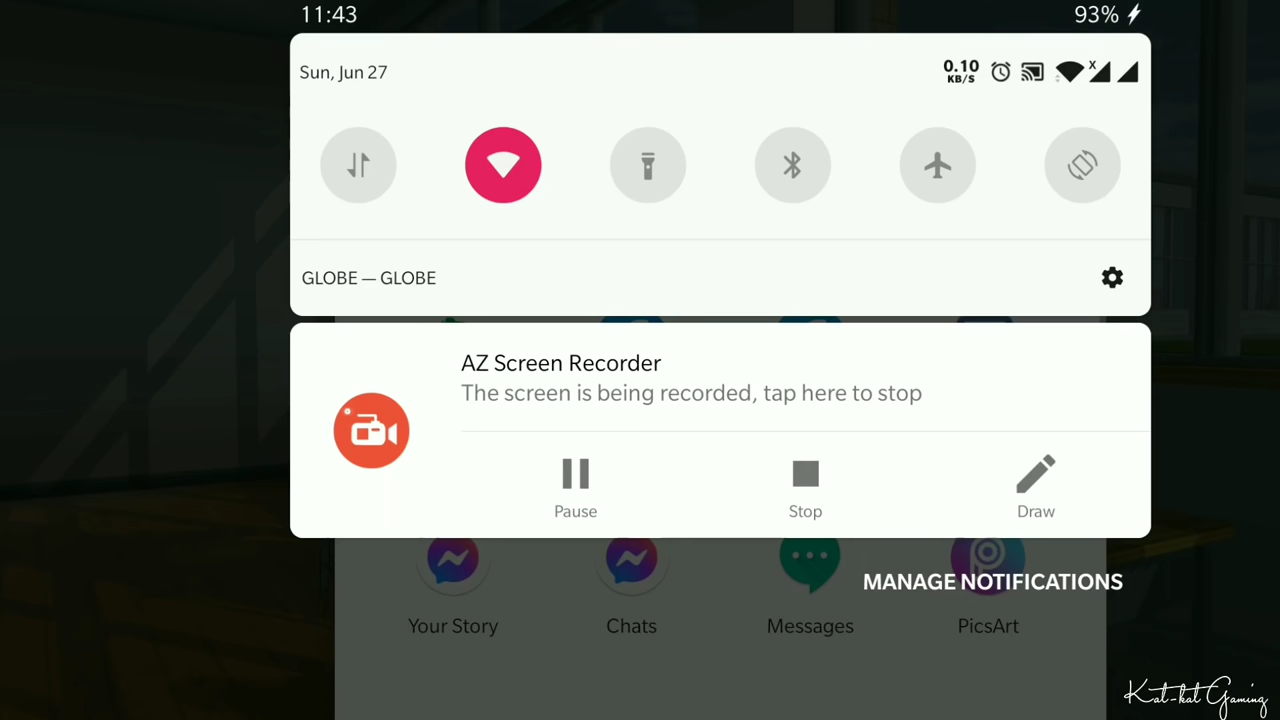 11:43
93%
Sun, Jun 27
0.10
KB/S
X
GLOBE — GLOBE
AZ Screen Recorder
The screen is being recorded, tap here to stop
Pause
Stop
Draw
MANAGE NOTIFICATIONS
Your Story
Chats
Messages
PicsArt
Kat-kat Gaming